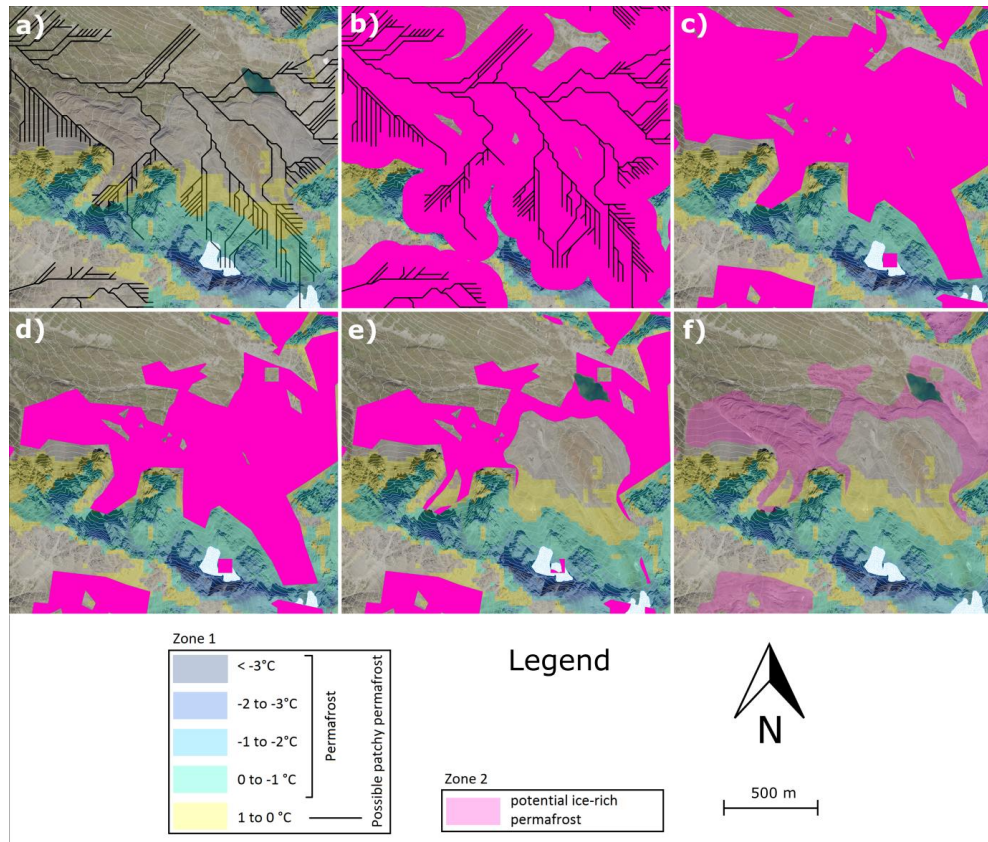 a)
b)
c)
d)
e)
f)
Legend
Zone 1
< -3°C
-2 to -3°C
-1 to -2°C
0 to -1 °C
1 to 0 °C
Permafrost
Possible patchy permafrost
Zone 2
potential ice-rich
permafrost
N
500 m